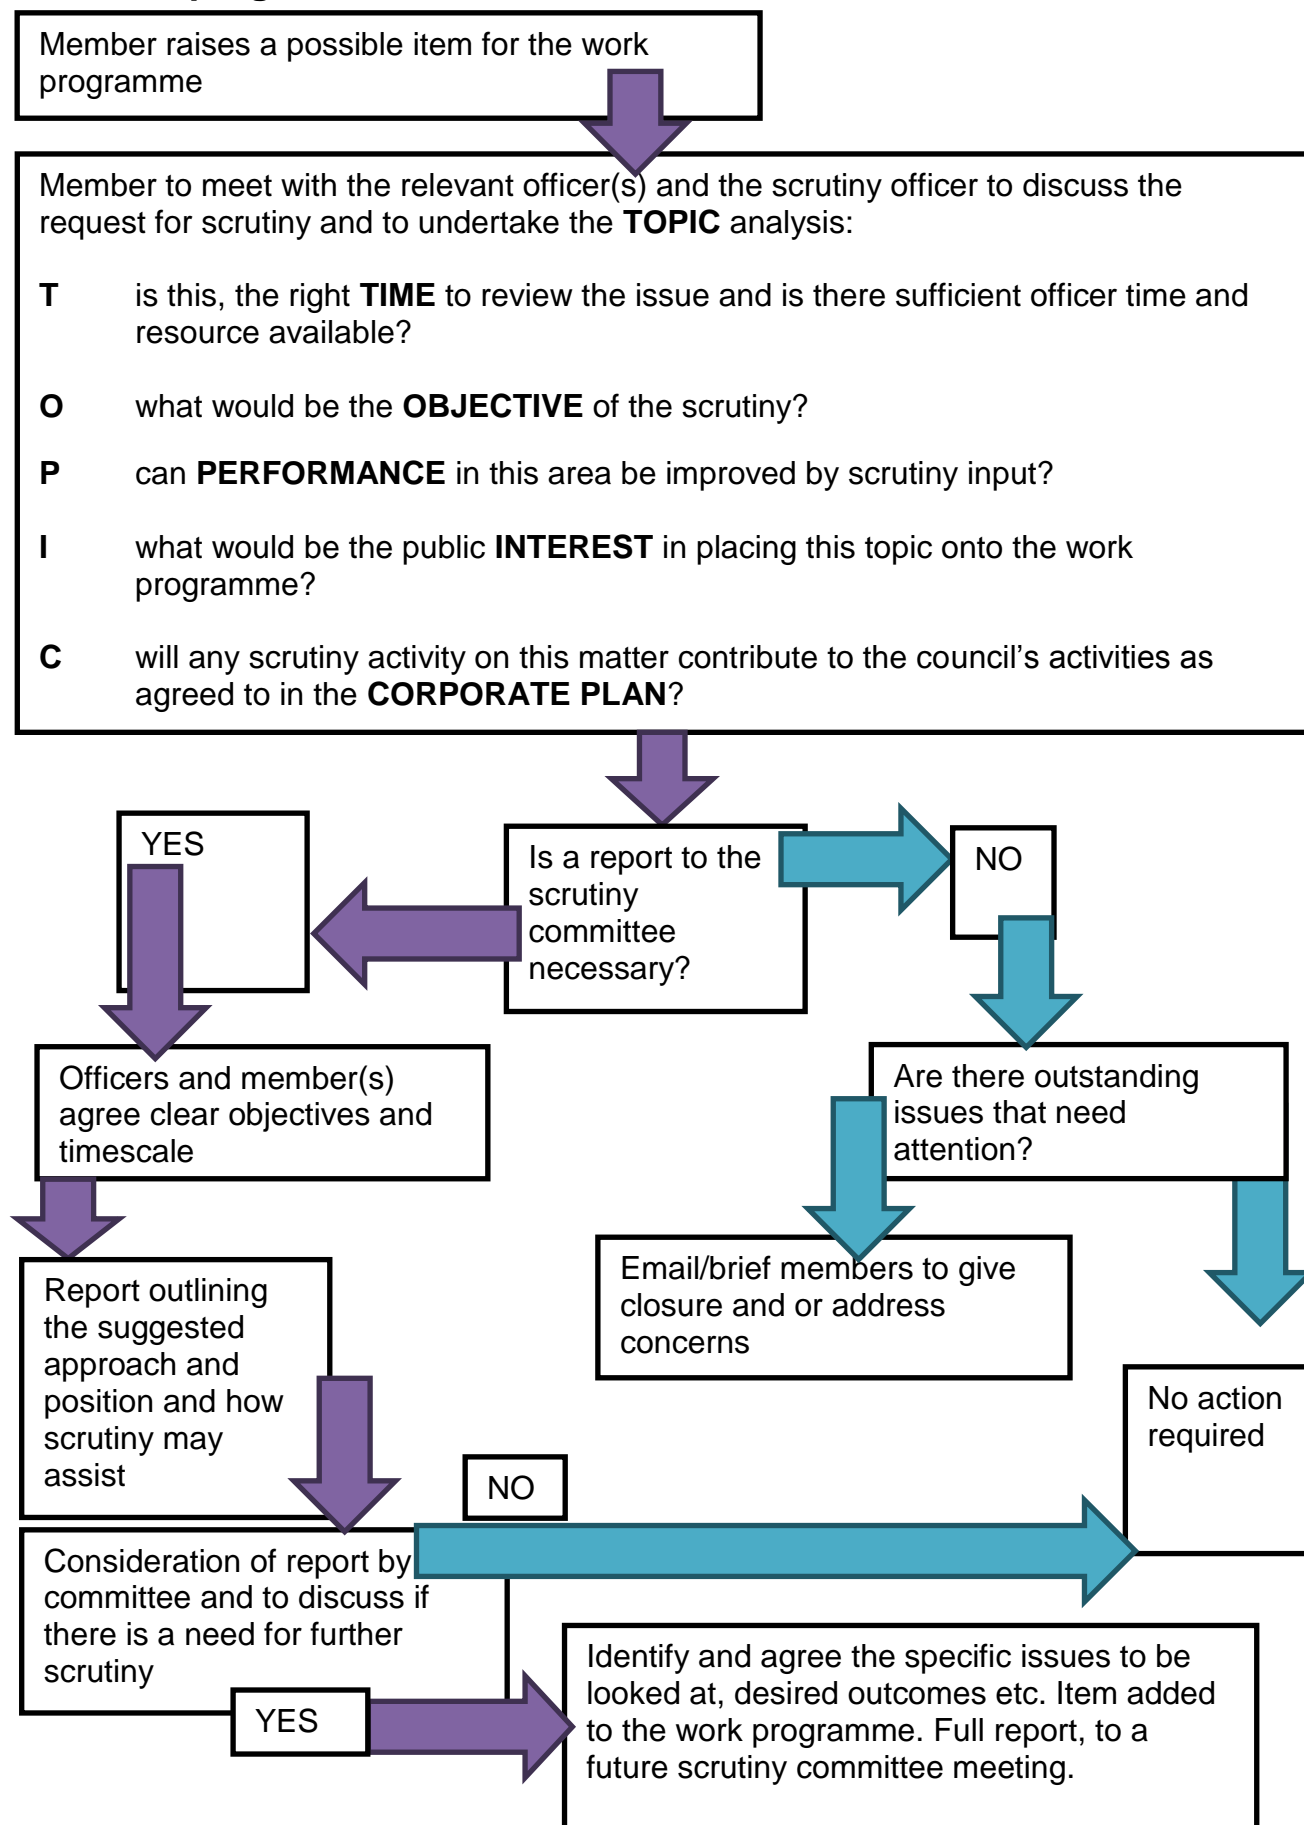 Member raises a possible item for the work
programme
Member to meet with the relevant officer(s) and the scrutiny officer to discuss the
request for scrutiny and to undertake the TOPIC analysis:
T is this, the right TIME to review the issue and is there sufficient officer time and
resource available?
O what would be the OBJECTIVE of the scrutiny?
P can PERFORMANCE in this area be improved by scrutiny input?
I what would be the public INTEREST in placing this topic onto the work
programme?
C will any scrutiny activity on this matter contribute to the council's activities as
agreed to in the CORPORATE PLAN?
YES
Is a report to the
scrutiny
committee
necessary?
NO
Officers and member(s)
agree clear objectives and
timescale
Are there outstanding
issues that need
attention?
Report outlining
the suggested
approach and
position and how
scrutiny may
assist
Email/brief members to give
closure and or address
concerns
No action
required
NO
Consideration of report by
committee and to discuss if
there is a need for further
scrutiny
YES
Identify and agree the specific issues to be
looked at, desired outcomes etc. Item added
to the work programme. Full report, to a
future scrutiny committee meeting.